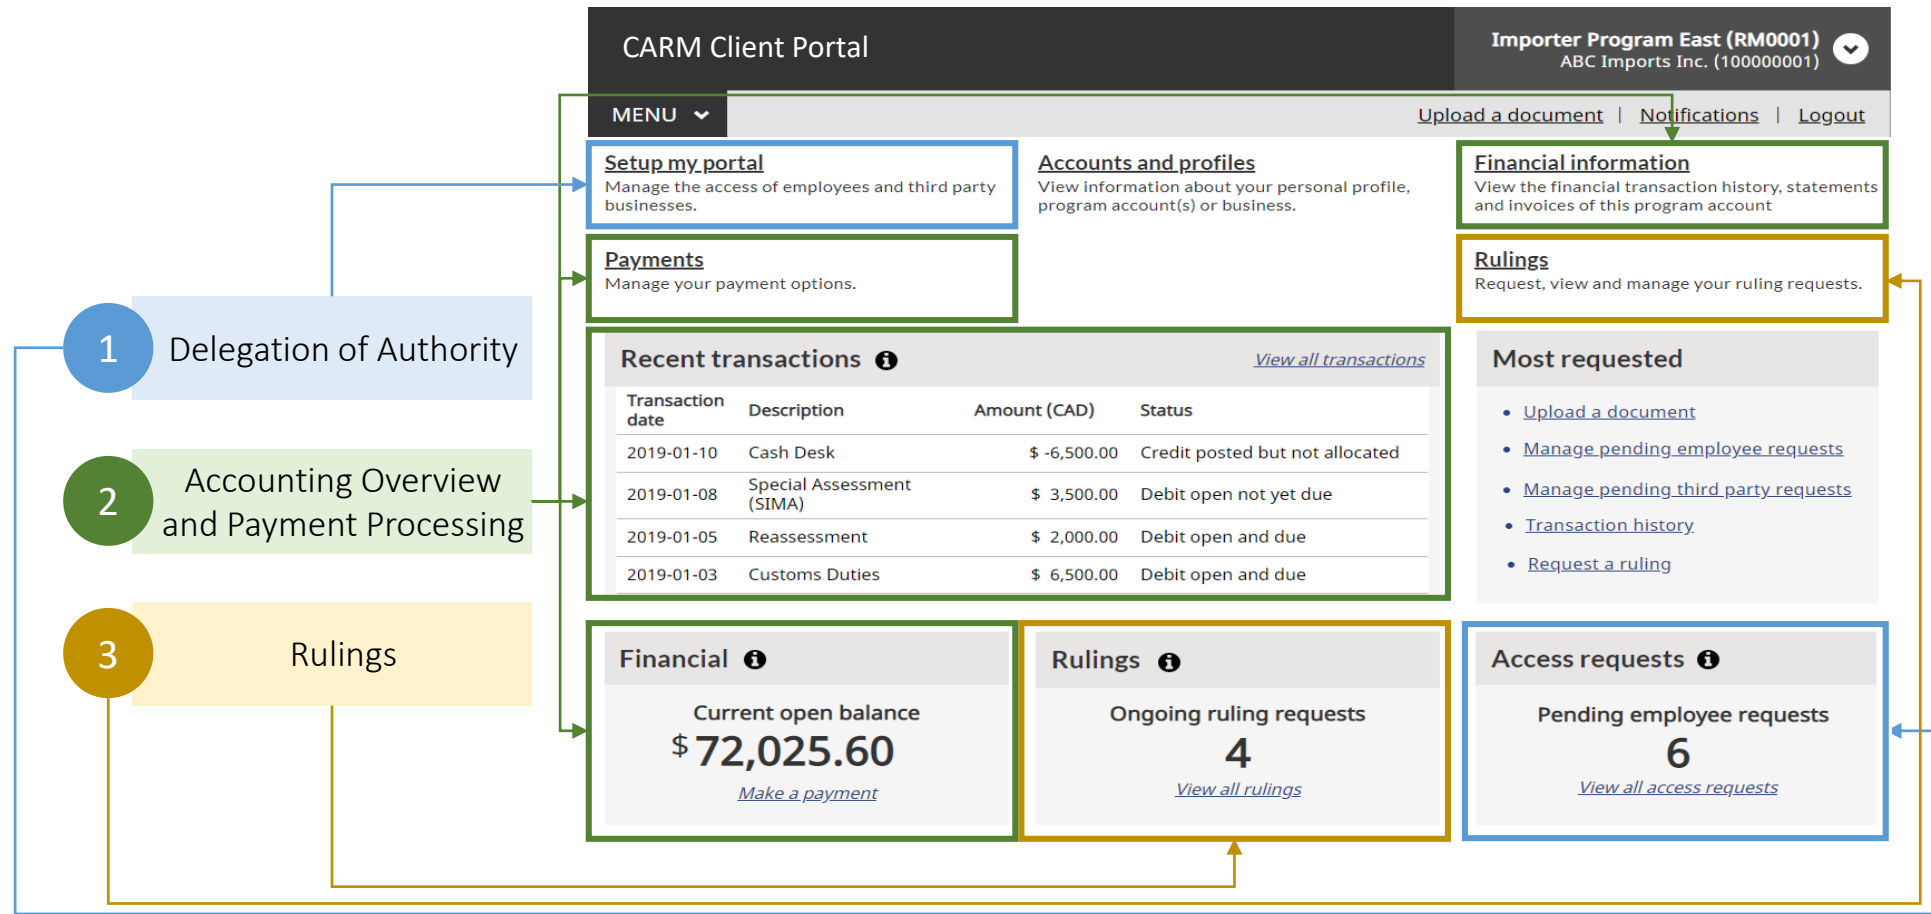 CARM Client Portal
Importer Program East (RM0001)
ABC Imports Inc. (100000001)
MENU
Upload a document | Notifications | Logout
Setup my portal
Manage the access of employees and third party
businesses.
Accounts and profiles
View information about your personal profile,
program account(s) or business.
Financial information
View the financial transaction history, statements
and invoices of this program account
Payments
Manage your payment options.
Rulings
Request, view and manage your ruling requests.
1
Delegation of Authority
2
Accounting Overview
and Payment Processing
3
Rulings
Recent transactions
View all transactions
Transaction
date
Description
Amount (CAD)
Status
2019-01-10 Cash Desk $ -6,500.00 Credit posted but not allocated
2019-01-08 Special Assessment
(SIMA) $ 3,500.00 Debit open not yet due
2019-01-05 Reassessment $ 2,000.00 Debit open and due
2019-01-03 Customs Duties $ 6,500.00 Debit open and due
Most requested
• Upload a document
• Manage pending employee requests
• Manage pending third party requests
• Transaction history
• Request a ruling
Financial
Current open balance
$ 72,025.60
Make a payment
Rulings
Ongoing ruling requests
4
View all rulings
Access requests
Pending employee requests
6
View all access requests